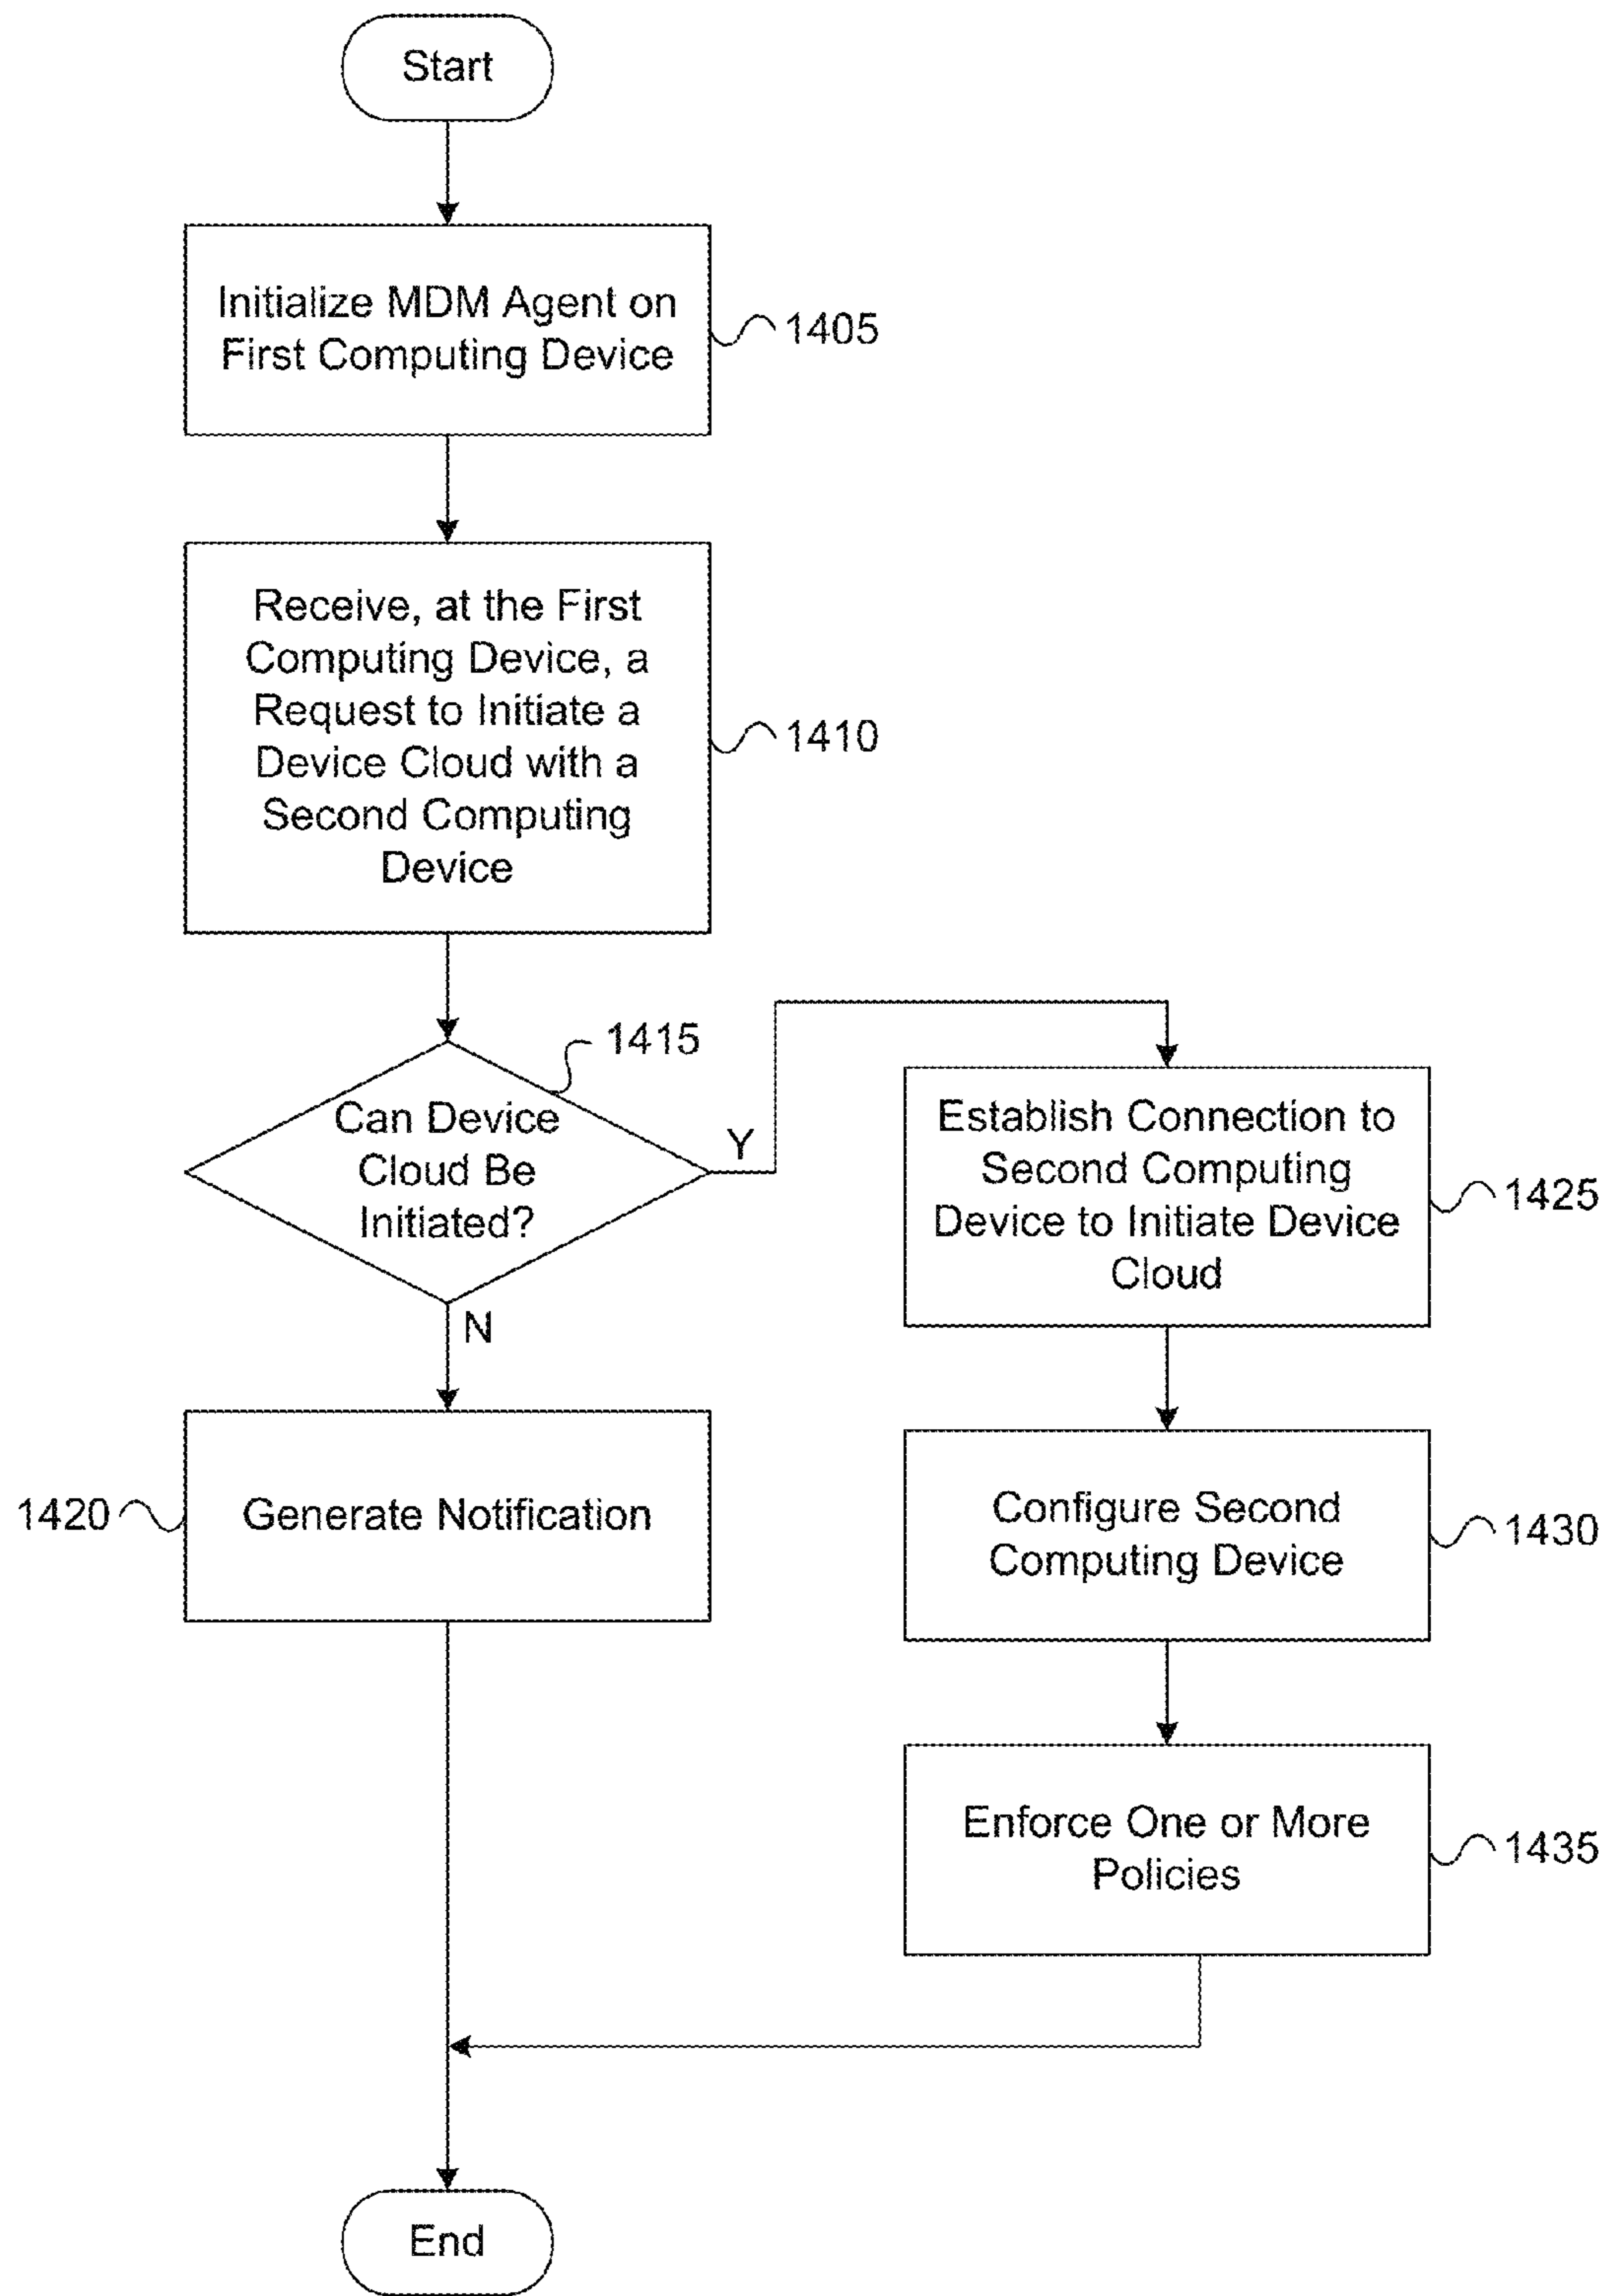 Start
Initialize MDM Agent on
First Computing Device
1405
Receive, at the First
Computing Device, a
Request to Initiate a
Device Cloud with a
Second Computing
Device
1410
1415
Can Device
Cloud Be
Initiated?
Y
N
Generate Notification
1420
Establish Connection to
Second Computing
Device to Initiate Device
Cloud
1425
Configure Second
Computing Device
1430
Enforce One or More
Policies
1435
End